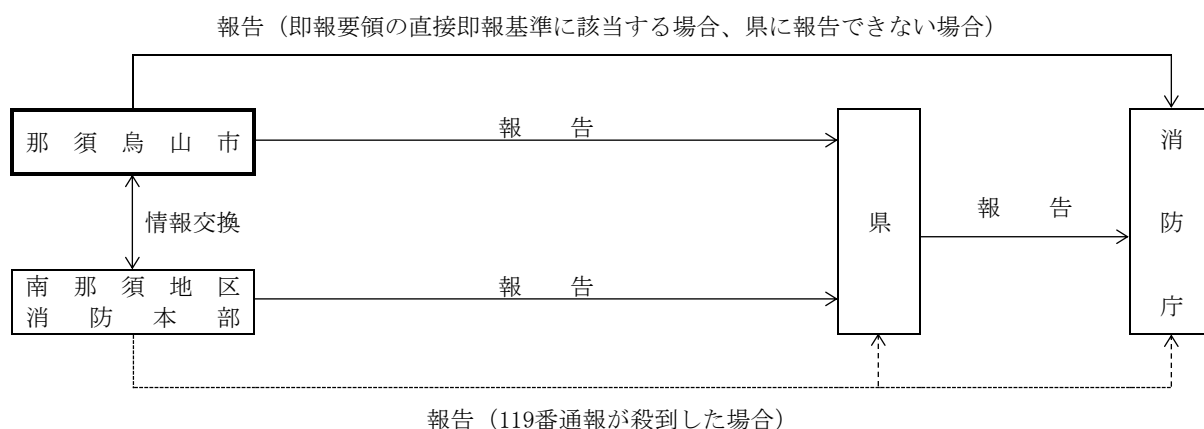 報告（即報要領の直接即報基準に該当する場合、県に報告できない場合）
那須烏山市
報告
県
消防庁
報告
情報交換
南那須地区
消防本部
報告
報告（119番通報が殺到した場合）